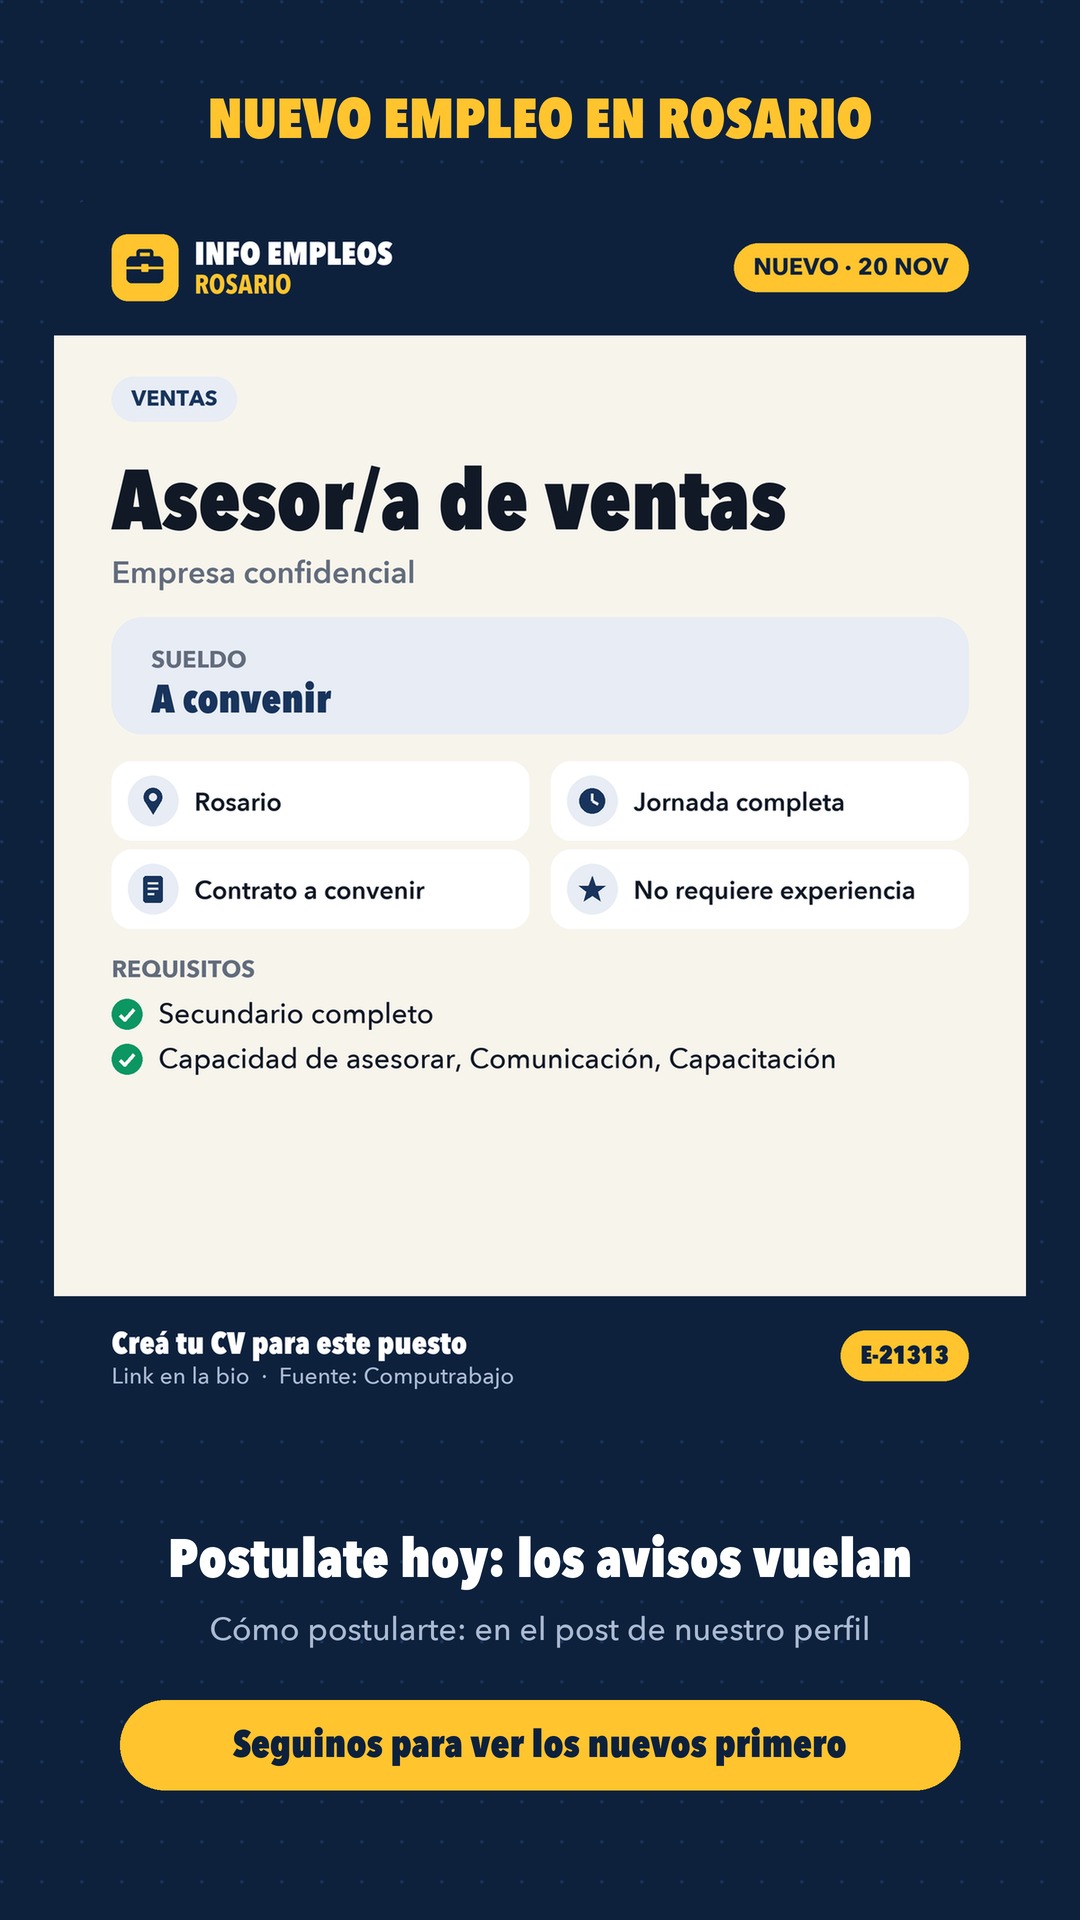 NUEVO EMPLEO EN ROSARIO
INFO EMPLEOS
ROSARIO
NUEVO · 20 NOV
VENTAS
Asesor/a de ventas
Empresa confidencial
SUELDO
A convenir
Rosario
Jornada completa
Contrato a convenir
No requiere experiencia
REQUISITOS
Secundario completo
Capacidad de asesorar, Comunicación, Capacitación
Creá tu CV para este puesto
Link en la bio · Fuente: Computrabajo
E-21313
Postulate hoy: los avisos vuelan
Cómo postularte: en el post de nuestro perfil
Seguinos para ver los nuevos primero